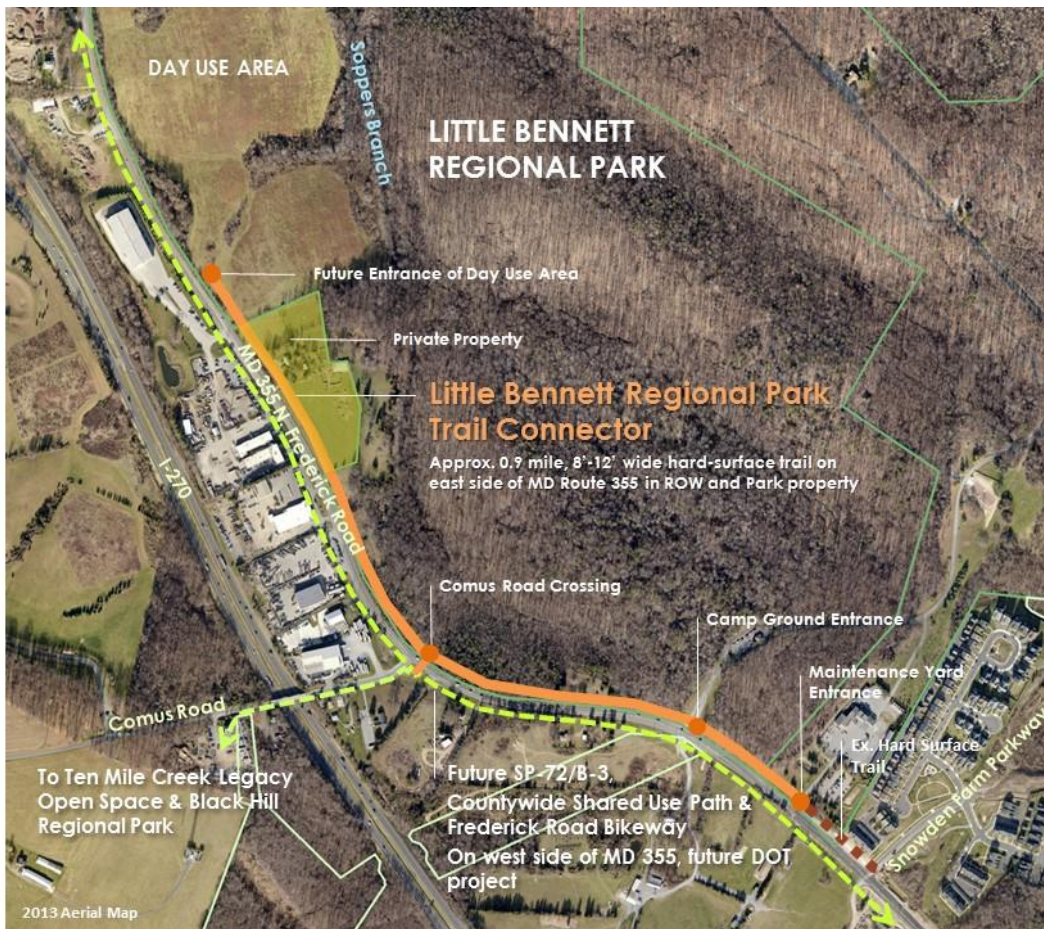 DAY USE AREA
Soppers Branch
LITTLE BENNETT
REGIONAL PARK
Future Entrance of Day Use Area
Private Property
MD 355 N. Frederick Road
Little Bennett Regional Park
Trail Connector
Approx. 0.9 mile, 8'-12' wide hard-surface trail on
east side of MD Route 355 in ROW and Park property
I-270
Comus Road Crossing
Camp Ground Entrance
Maintenance Yard
Entrance
Ex. Hard Surface
Trail
Snowden Farm Parkway
Comus Road
To Ten Mile Creek Legacy
Open Space & Black Hill
Regional Park
Future SP-72/B-3,
Countywide Shared Use Path &
Frederick Road Bikeway
On west side of MD 355, future DOT
project
2013 Aerial Map